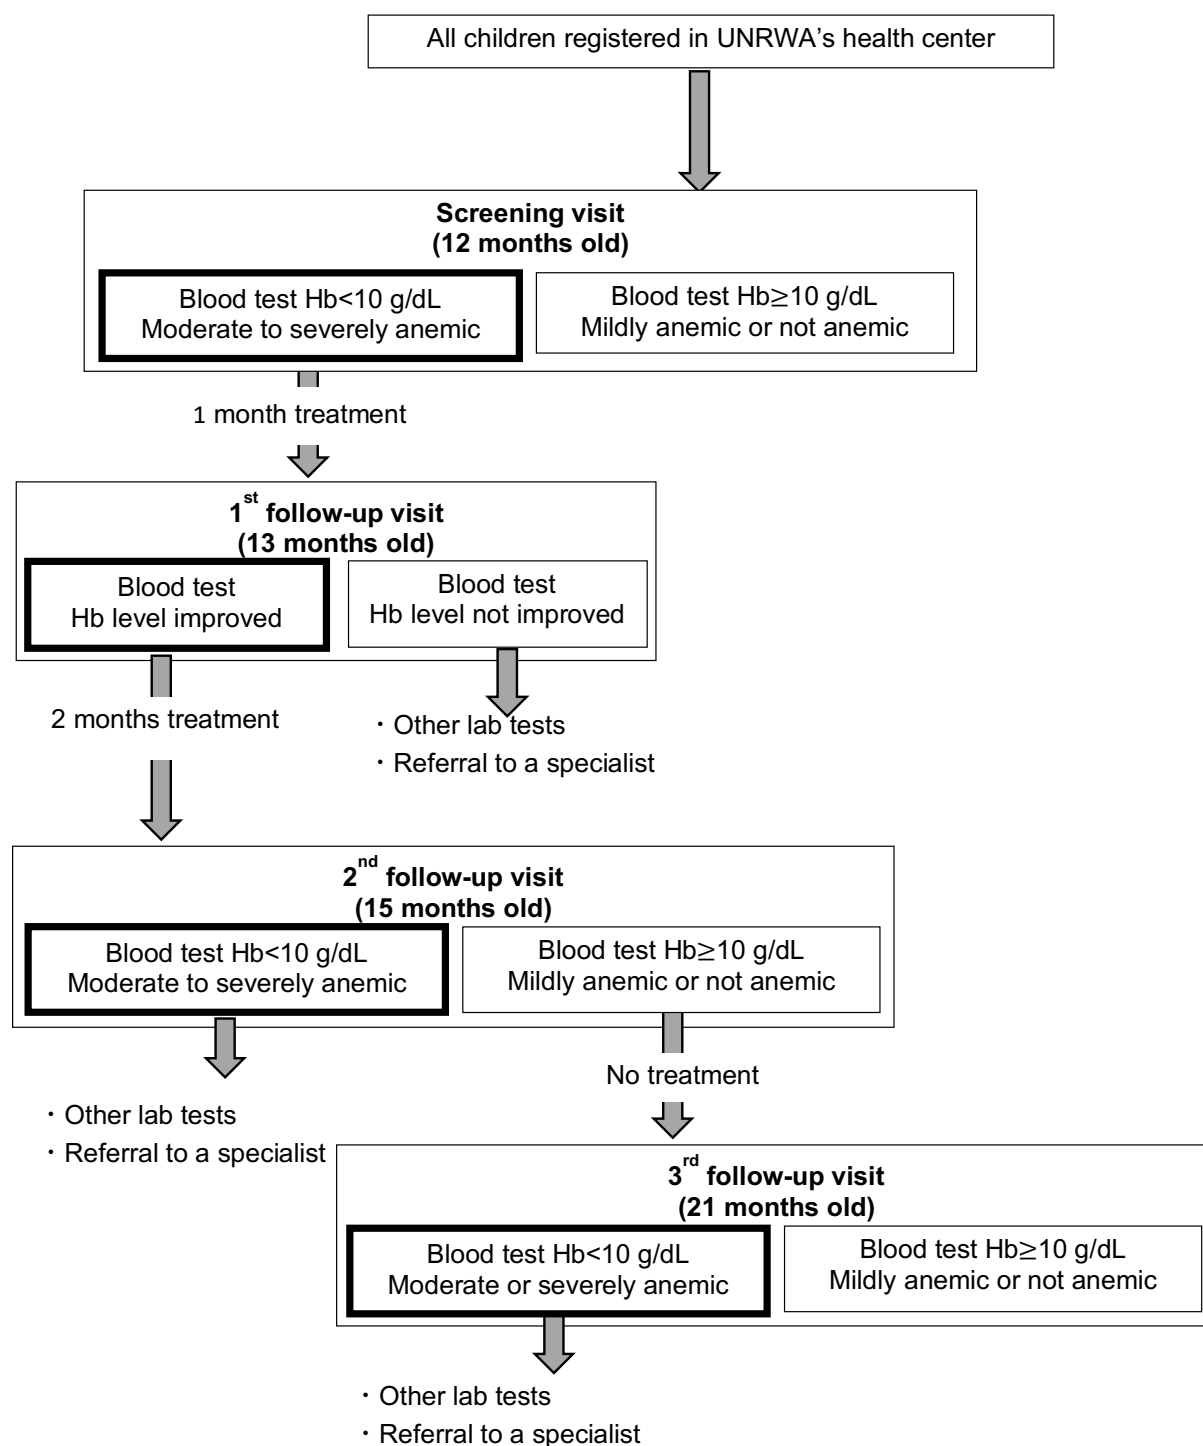 All children registered in UNRWA’s health center
Screening visit
(12 months old)
Blood test Hb<10 g/dL
Moderate to severely anemic
Blood test Hb≥10 g/dL
Mildly anemic or not anemic
1 month treatment
1st follow-up visit
(13 months old)
Blood test
Hb level improved
Blood test
Hb level not improved
2 months treatment
・Other lab tests
・Referral to a specialist
2nd follow-up visit
(15 months old)
Blood test Hb<10 g/dL
Moderate to severely anemic
Blood test Hb≥10 g/dL
Mildly anemic or not anemic
No treatment
・Other lab tests
・Referral to a specialist
3rd follow-up visit
(21 months old)
Blood test Hb<10 g/dL
Moderate or severely anemic
Blood test Hb≥10 g/dL
Mildly anemic or not anemic
・Other lab tests
・Referral to a specialist